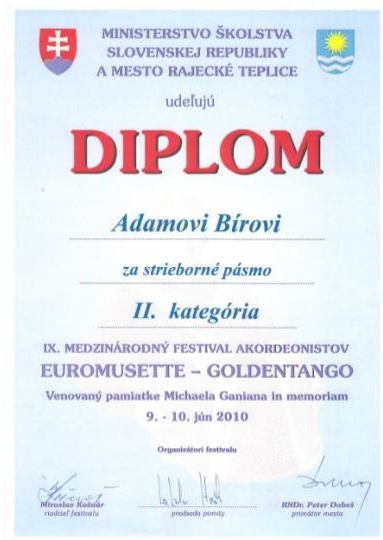 MINISTERSTVO ŠKOLSTVA
SLOVENSKEJ REPUBLIKY
A MESTO RAJECKÉ TEPLICE
udeľujú
DIPLOM
Adamovi Bírovi
za strieborné pásmo
II. kategória
IX. MEDZINÁRODNÝ FESTIVAL AKORDEONISTOV
EUROMUSETTE – GOLDENTANGO
Venovaný pamiatke Michaela Ganiana in memoriam
9. - 10. jún 2010
Organizátori festivalu
Miroslav Košnár
riaditeľ festivalu
predseda poroty
RNDr. Peter Dobeš
primátor mesta